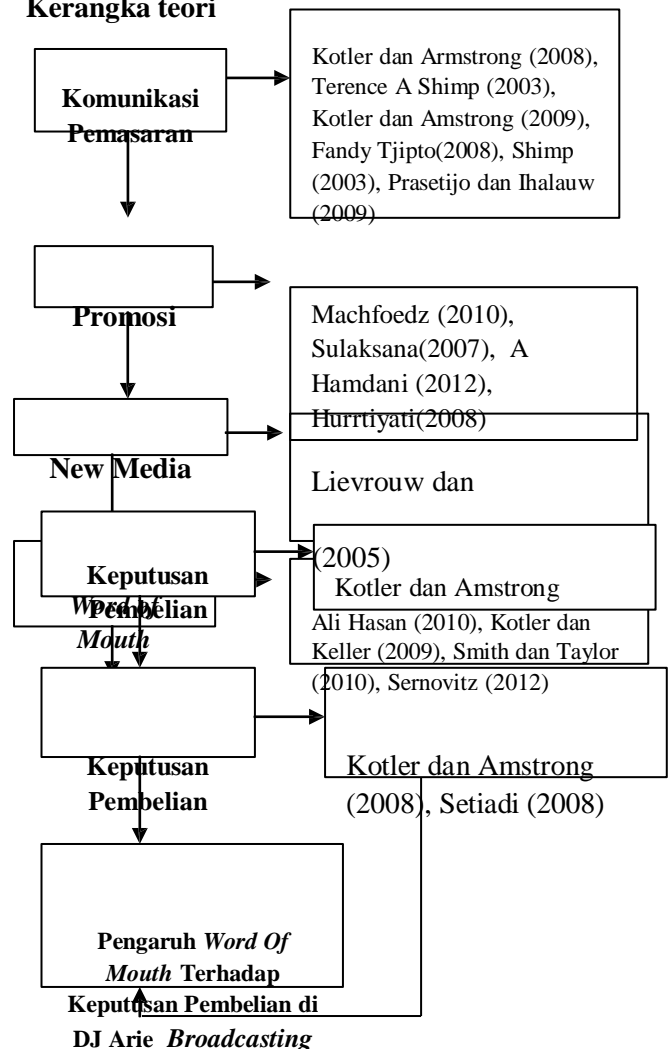 Kerangka teori
Komunikasi
Pemasaran
Kotler dan Armstrong (2008),
Terence A Shimp (2003),
Kotler dan Amstrong (2009),
Fandy Tjipto(2008), Shimp
(2003), Prasetijo dan Ihalauw
(2009)
Promosi
Machfoedz (2010),
Sulaksana(2007), A
Hamdani (2012),
Hurrtiyati(2008)
New Media
Lievrouw dan
(2005)
Keputusan
Pembelian
Kotler dan Amstrong
Word of
Mouth
Ali Hasan (2010), Kotler dan
Keller (2009), Smith dan Taylor
(2010), Sernovitz (2012)
Keputusan
Pembelian
Kotler dan Amstrong
(2008), Setiadi (2008)
Pengaruh Word Of
Mouth Terhadap
Keputusan Pembelian di
DJ Arie Broadcasting